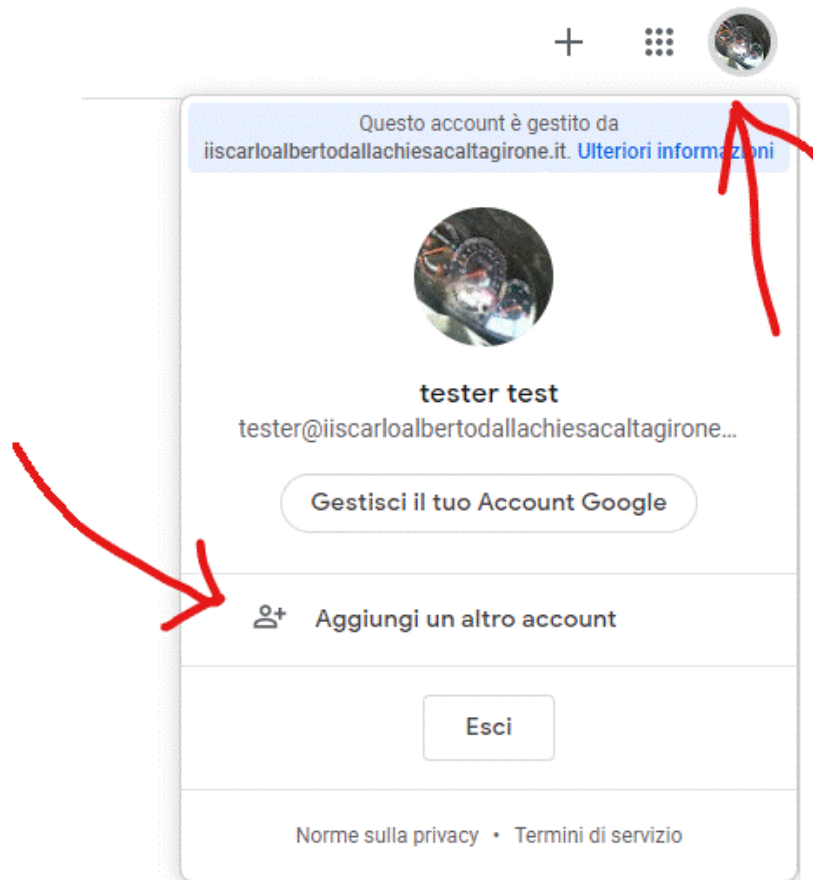 Questo account è gestito da
iiscarloalbertodallachiesacaltagirone.it. Ulteriori informazioni
tester test
tester@iiscarloalbertodallachiesacaltagirone...
Gestisci il tuo Account Google
Aggiungi un altro account
Esci
Norme sulla privacy • Termini di servizio